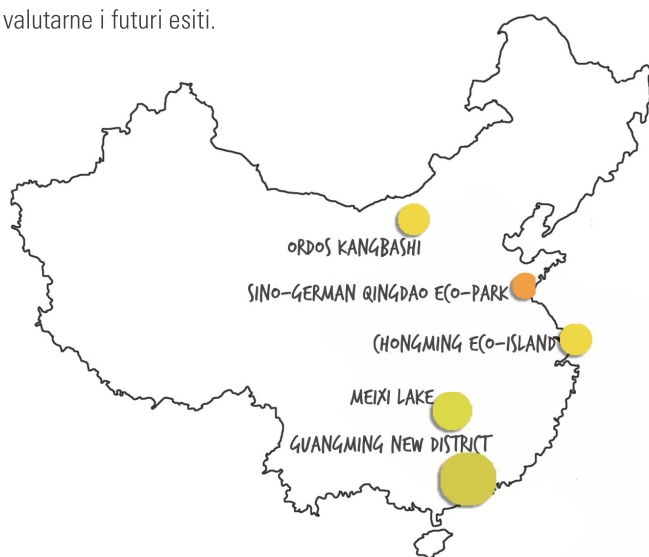 valutarne i futuri esiti.
ORDOS KANGBASHI
SINO-GERMAN QINGDAO ECO-PARK
CHONGMING ECO-ISLAND
MEIXI LAKE
GUANGMING NEW DISTRICT